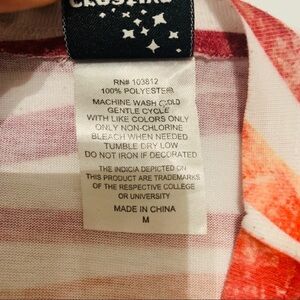 RN# 103812
100% POLYESTER
MACHINE WASH COLD
GENTLE CYCLE
WITH LIKE COLORS ONLY
ONLY NON-CHLORINE
BLEACH WHEN NEEDED
TUMBLE DRY LOW
DO NOT IRON IF DECORATED
THE INDICIA DEPICTED ON
THIS PRODUCT ARE TRADEMARKS
OF THE RESPECTIVE COLLEGE
OR UNIVERSITY
MADE IN CHINA
M